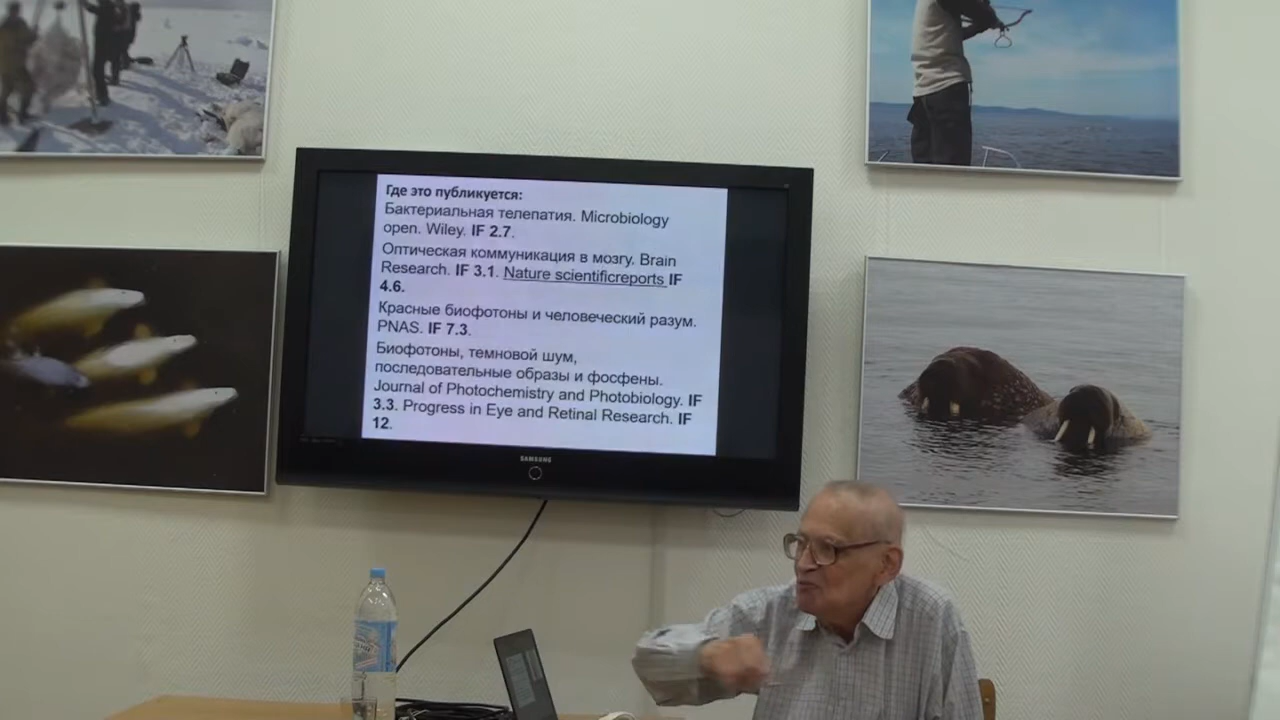 Где это публикуется:
Бактериальная телепатия. Microbiology
open. Wiley. IF 2.7.
Оптическая коммуникация в мозгу. Brain
Research. IF 3.1. Nature scientificreports IF
4.6.
Красные биофотоны и человеческий разум.
PNAS. IF 7.3.
Биофотоны, темновой шум,
последовательные образы и фосфены.
Journal of Photochemistry and Photobiology. IF
3.3. Progress in Eye and Retinal Research. IF
12.
SAMSUNG